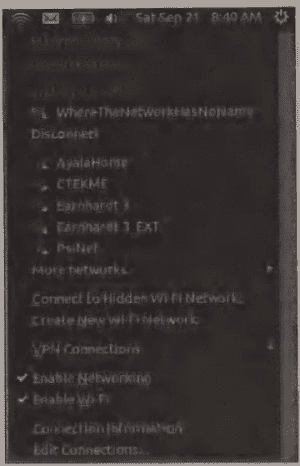 Sat Sep 21 8:40 AM
WhereTheNetworkHasNoName
Disconnect
AyalaHome
CTEKME
Earnhardt 3
Earnhardt 3_EXT
PsiNet
More Networks
Connect to Hidden Wi-Fi Network...
Create New Wi-Fi Network...
VPN Connections
Enable Networking
Enable Wi-Fi
Connection Information
Edit Connections...